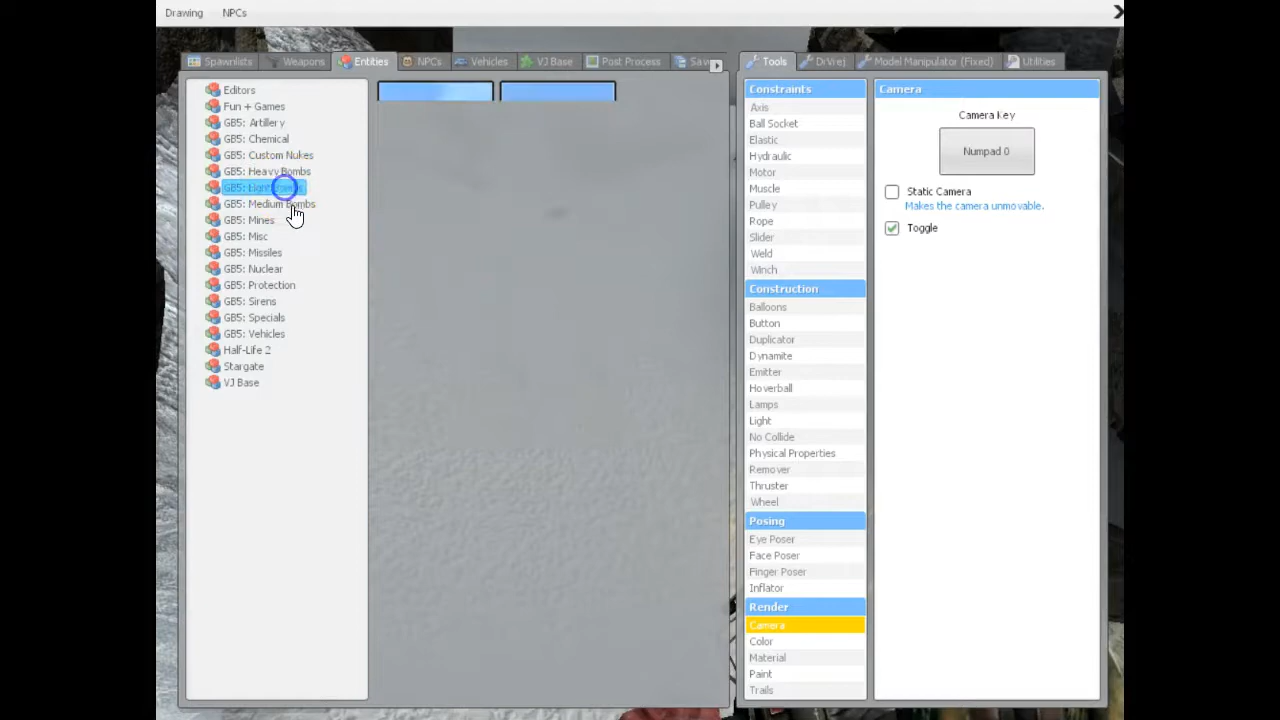 Drawing NPCs
Spawnlists Weapons Entities NPCs Vehicles VJ Base Post Process
Editors
Fun + Games
GB5: Artillery
GB5: Chemical
GB5: Custom Nukes
GB5: Heavy Bombs
GB5: Light
GB5: Medium Bombs
GB5: Mines
GB5: Misc
GB5: Missiles
GB5: Nuclear
GB5: Protection
GB5: Sirens
GB5: Specials
GB5: Vehicles
Half-Life 2
Stargate
VJ Base
Tools DrVrej Model Manipulator (Fixed) Utilities
Constraints
Axis
Ball Socket
Elastic
Hydraulic
Motor
Muscle
Pulley
Rope
Slider
Weld
Winch
Construction
Balloons
Button
Duplicator
Dynamite
Emitter
Hoverball
Lamps
Light
No Collide
Physical Properties
Remover
Thruster
Wheel
Posing
Eye Poser
Face Poser
Finger Poser
Inflator
Render
Camera
Color
Material
Paint
Trails
Camera
Camera Key
Numpad 0
Static Camera
Makes the camera unmovable.
Toggle